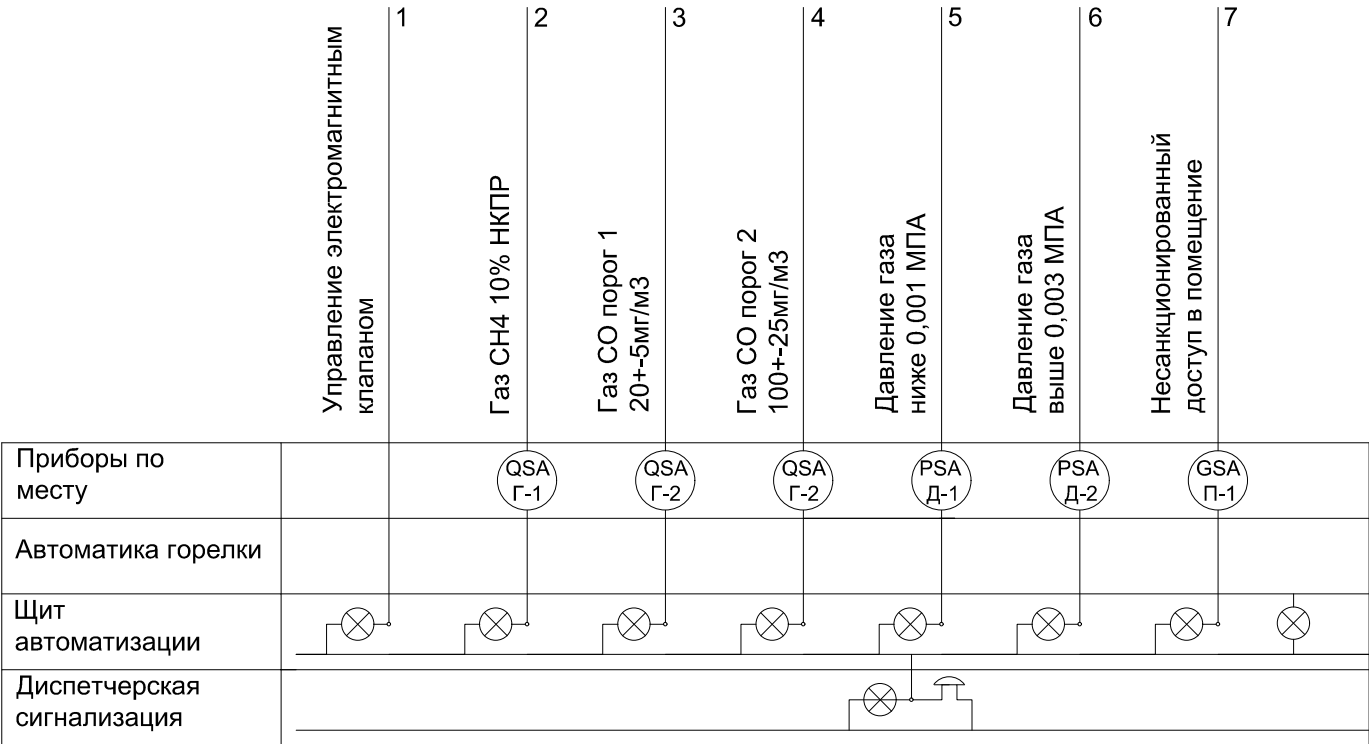 1
2
3
4
5
6
7
Управление электромагнитным
клапаном
Газ CH4 10% НКПР
Газ CO порог 1
20+-5мг/м3
Газ CO порог 2
100+-25мг/м3
Давление газа
ниже 0,001 МПА
Давление газа
выше 0,003 МПА
Несанкционированный
доступ в помещение
Приборы по
месту
QSA
Г-1
QSA
Г-2
QSA
Г-2
PSA
Д-1
PSA
Д-2
GSA
П-1
Автоматика горелки
Щит
автоматизации
Диспетчерская
сигнализация